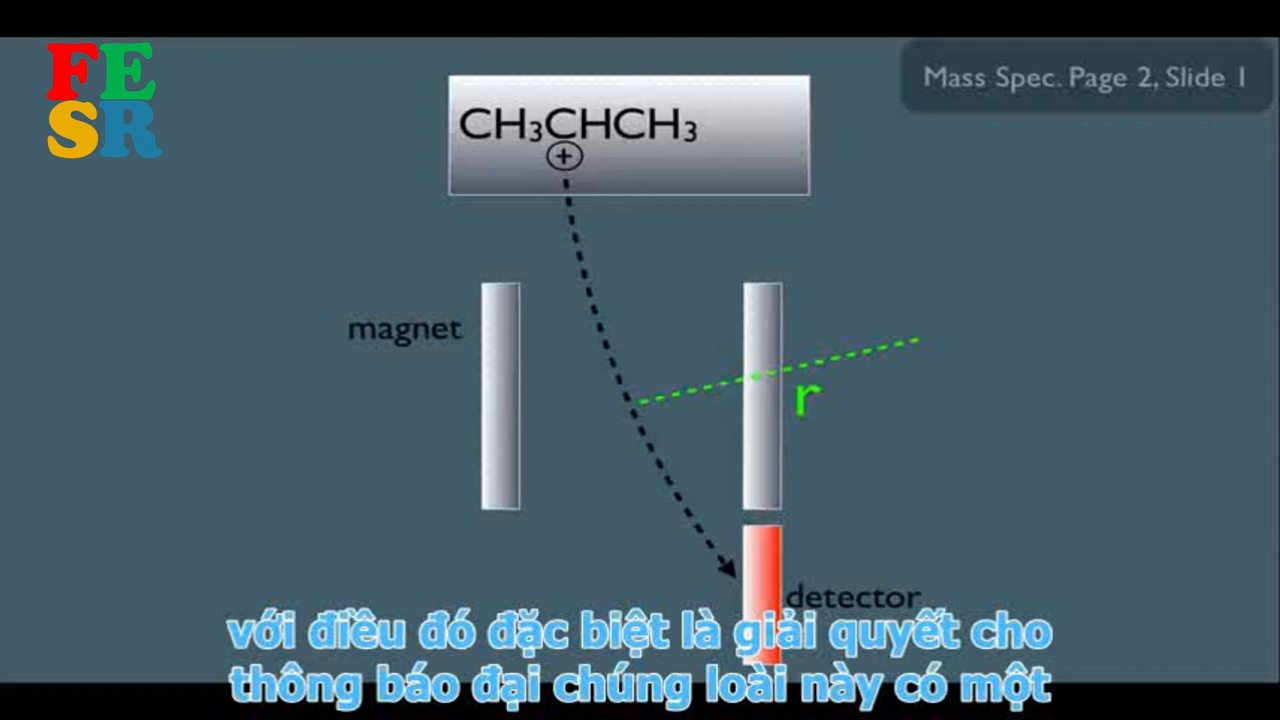 FE
SR
Mass Spec. Page 2, Slide 1
CH₃CHCH₃
+
magnet
r
detector
với điều đó đặc biệt là giải quyết cho
thông báo đại chúng loài này có một